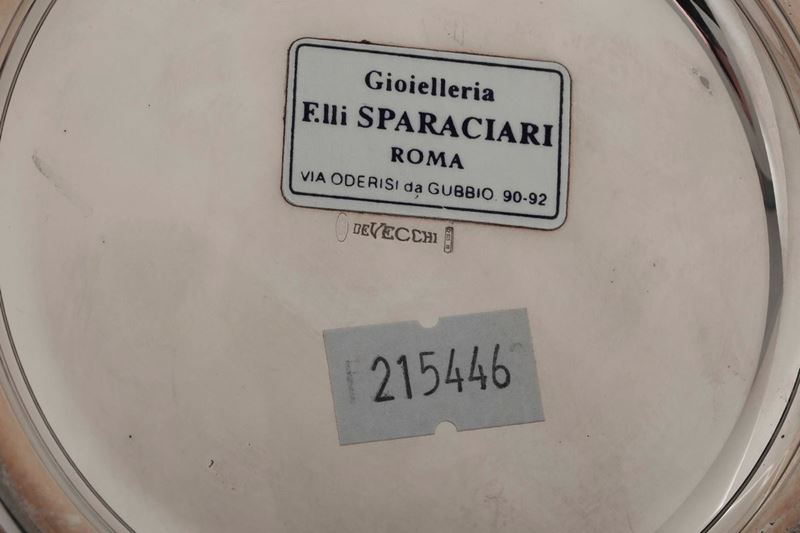 Gioielleria
F.lli SPARACIARI
ROMA
VIA ODERISI da GUBBIO. 90-92
DEVECCHI
215446